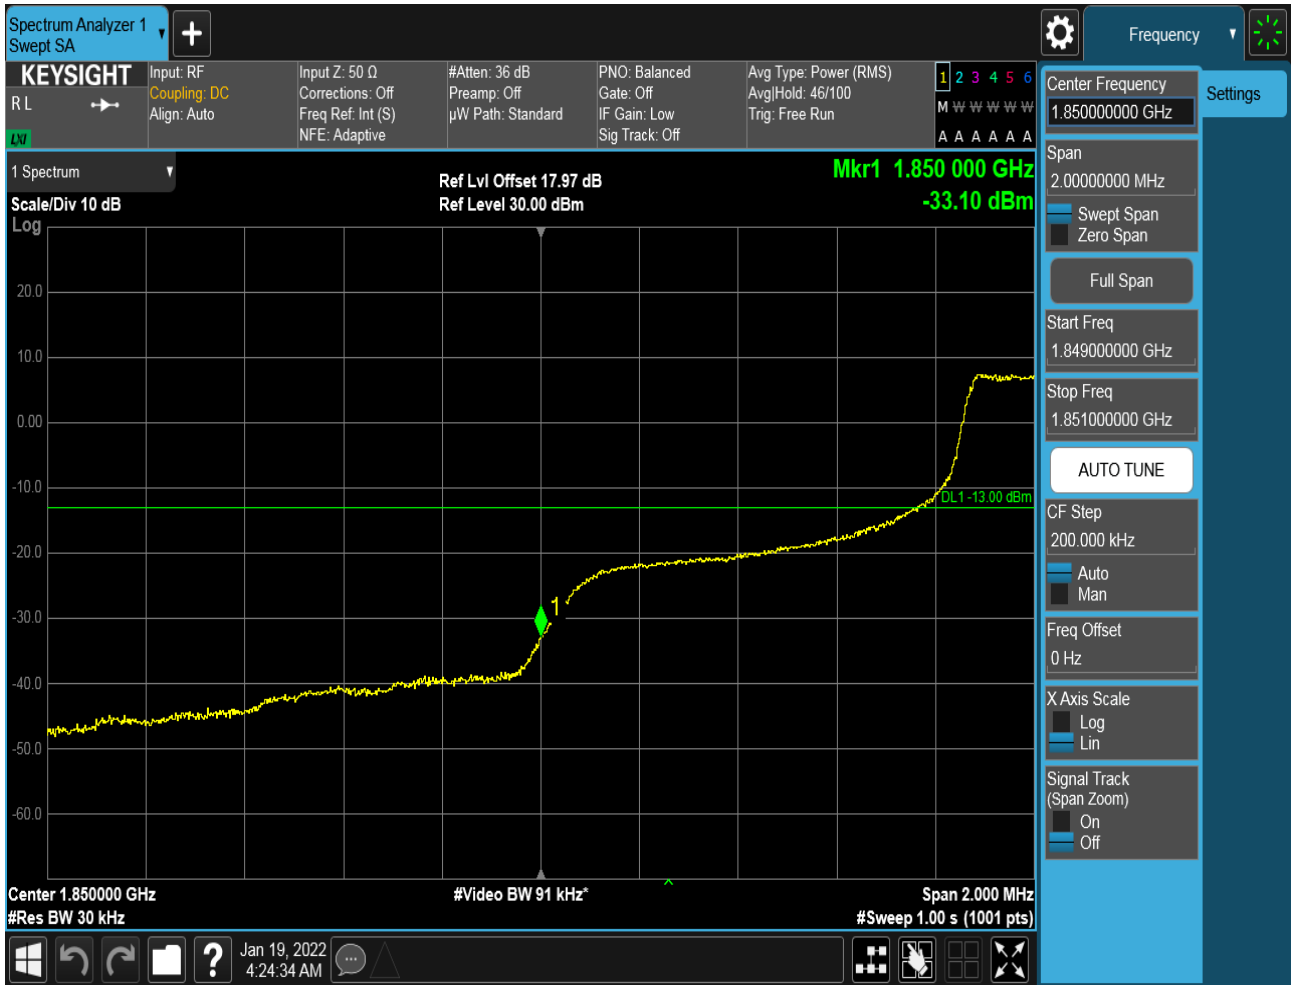 Spectrum Analyzer 1
Swept SA
Frequency
KEYSIGHT
R L
LXI
Input: RF
Coupling: DC
Align: Auto
Input Z: 50 Ω
Corrections: Off
Freq Ref: Int (S)
NFE: Adaptive
#Atten: 36 dB
Preamp: Off
µW Path: Standard
PNO: Balanced
Gate: Off
IF Gain: Low
Sig Track: Off
Avg Type: Power (RMS)
Avg|Hold: 46/100
Trig: Free Run
1 2 3 4 5 6
M W W W W W
A A A A A A
1 Spectrum
Scale/Div 10 dB
Log
Ref Lvl Offset 17.97 dB
Ref Level 30.00 dBm
Mkr1 1.850 000 GHz
-33.10 dBm
20.0
10.0
0.00
-10.0
-20.0
-30.0
-40.0
-50.0
-60.0
DL1 -13.00 dBm
1
Center 1.850000 GHz
#Res BW 30 kHz
#Video BW 91 kHz*
Span 2.000 MHz
#Sweep 1.00 s (1001 pts)
?
Jan 19, 2022
4:24:34 AM
Center Frequency
1.850000000 GHz
Settings
Span
2.00000000 MHz
Swept Span
Zero Span
Full Span
Start Freq
1.849000000 GHz
Stop Freq
1.851000000 GHz
AUTO TUNE
CF Step
200.000 kHz
Auto
Man
Freq Offset
0 Hz
X Axis Scale
Log
Lin
Signal Track
(Span Zoom)
On
Off